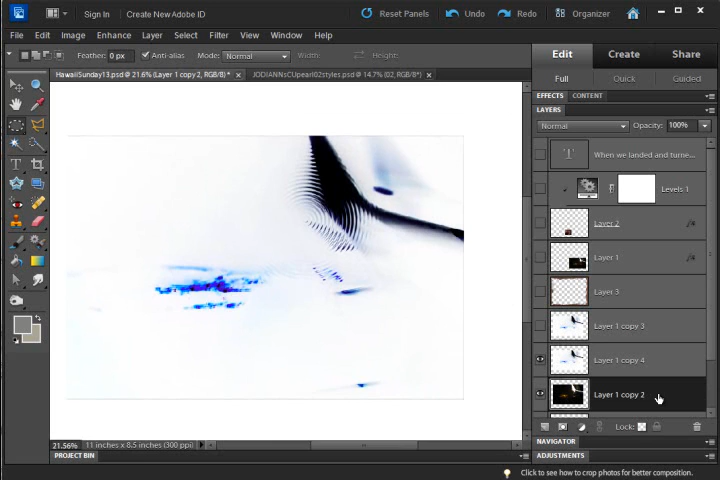 Sign In Create New Adobe ID Reset Panels Undo Redo Organizer
File Edit Image Enhance Layer Select Filter View Window Help
Feather: 0 px Anti-alias Mode: Normal Width: Height:
Edit Create Share
HawaiiSunday13.psd @ 21.6% (Layer 1 copy 2, RGB/8) * × JODIANNsCUpearl02styles.psd @ 14.7% (02, RGB/8*) ×
Full Quick Guided
EFFECTS CONTENT
LAYERS
Normal Opacity: 100%
T When we landed and turne...
Levels 1
Layer 2
Layer 1
Layer 3
Layer 1 copy 3
Layer 1 copy 4
Layer 1 copy 2
Lock:
21.56% 11 inches x 8.5 inches (300 ppi)
NAVIGATOR
PROJECT BIN
ADJUSTMENTS
Click to see how to crop photos for better composition.